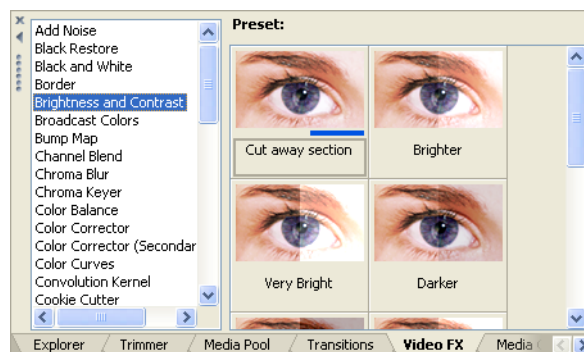 Preset:
Add Noise
Black Restore
Black and White
Border
Brightness and Contrast
Broadcast Colors
Bump Map
Channel Blend
Chroma Blur
Chroma Keyer
Color Balance
Color Corrector
Color Corrector (Secondar
Color Curves
Convolution Kernel
Cookie Cutter
Cut away section
Brighter
Very Bright
Darker
Explorer
Trimmer
Media Pool
Transitions
Video FX
Media